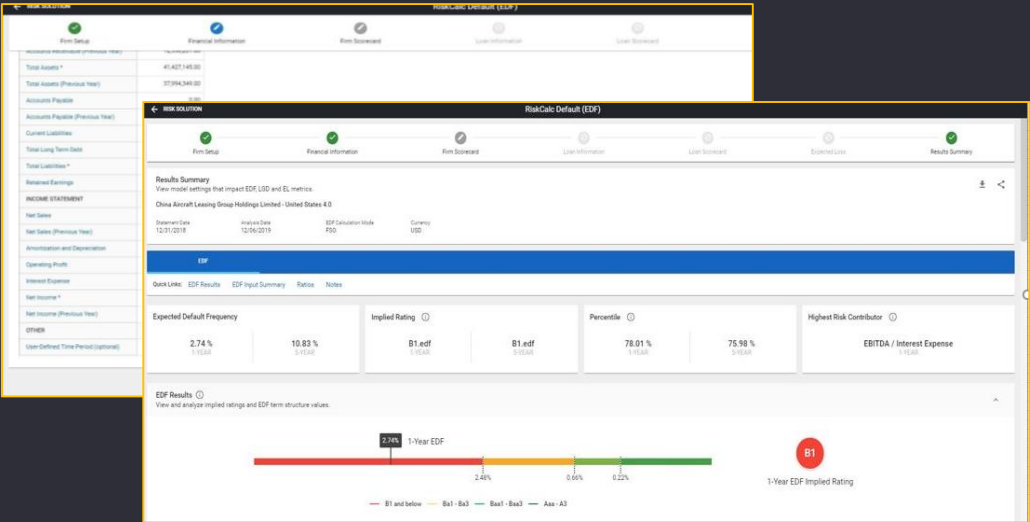 RISK SOLUTION
RiskCalc Default (EDF)
Firm Setup
Financial Information
Firm Scorecard
Loan Information
Loan Scorecard
Accounts Receivable (Previous Year)
Total Assets *
41,427,145.00
Total Assets (Previous Year)
37,994,549.00
Accounts Payable
0.00
Accounts Payable (Previous Year)
Current Liabilities
Total Long Term Debt
Total Liabilities *
Retained Earnings
INCOME STATEMENT
Net Sales
Net Sales (Previous Year)
Amortization and Depreciation
Operating Profit
Interest Expense
Net Income *
Net Income (Previous Year)
OTHER
User-Defined Time Period (optional)
RISK SOLUTION
RiskCalc Default (EDF)
Firm Setup
Financial Information
Firm Scorecard
Loan Information
Loan Scorecard
Expected Loss
Results Summary
Results Summary
View model settings that impact EDF, LGD and EL metrics.
China Aircraft Leasing Group Holdings Limited - United States 4.0
Statement Date
Analysis Date
EDF Calculation Mode
Currency
12/31/2018
12/06/2019
FSO
USD
EDF
Quick Links: EDF Results EDF Input Summary Ratios Notes
Expected Default Frequency
Implied Rating
Percentile
Highest Risk Contributor
2.74 %
10.83 %
B1.edf
B1.edf
78.01 %
75.98 %
EBITDA / Interest Expense
1-YEAR
5-YEAR
1-YEAR
5-YEAR
1-YEAR
5-YEAR
1-YEAR
EDF Results
View and analyze implied ratings and EDF term structure values.
2.74% 1-Year EDF
2.48%
0.66%
0.22%
B1
1-Year EDF Implied Rating
B1 and below
Ba1 - Ba3
Baa1 - Baa3
Aaa - A3